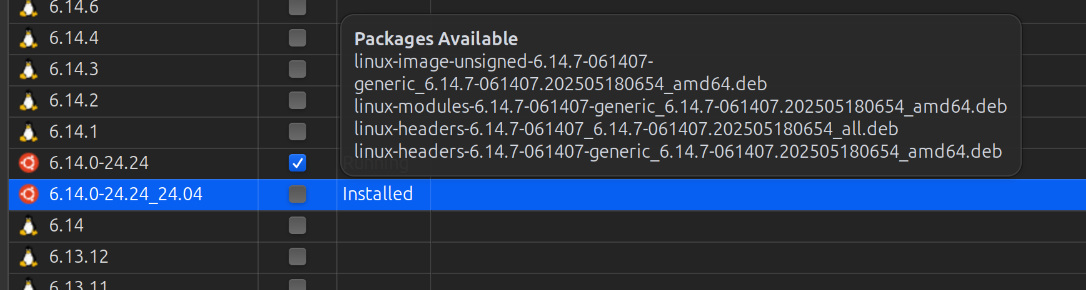 6.14.6
6.14.4
Packages Available
linux-image-unsigned-6.14.7-061407-
6.14.3
generic_6.14.7-061407.202505180654_amd64.deb
6.14.2
linux-modules-6.14.7-061407-generic_6.14.7-061407.202505180654_amd64.deb
6.14.1
linux-headers-6.14.7-061407_6.14.7-061407.202505180654_all.deb
linux-headers-6.14.7-061407-generic_6.14.7-061407.202505180654_amd64.deb
6.14.0-24.24
6.14.0-24.24_24.04 Installed
6.14
6.13.12
6.13.11